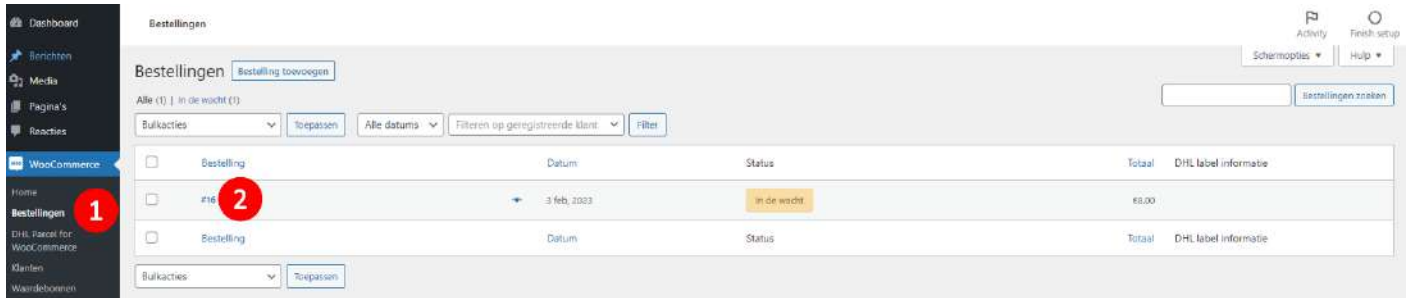 Dashboard
Bestellingen
Activity
Finish setup
Berichten
Media
Pagina's
Reacties
WooCommerce
Home
Bestellingen
1
DHL Parcel for
WooCommerce
Klanten
Waardebonnen
Schermopties
Hulp
Bestellingen Bestelling toevoegen
Alle (1) | In de wacht (1)
Bestellingen zoeken
Bulkacties Toepassen Alle datums Filteren op geregistreerde klant Filter
Bestelling Datum Status Totaal DHL label informatie
#16 2 3 feb, 2023 In de wacht €8,00
Bestelling Datum Status Totaal DHL label informatie
Bulkacties Toepassen